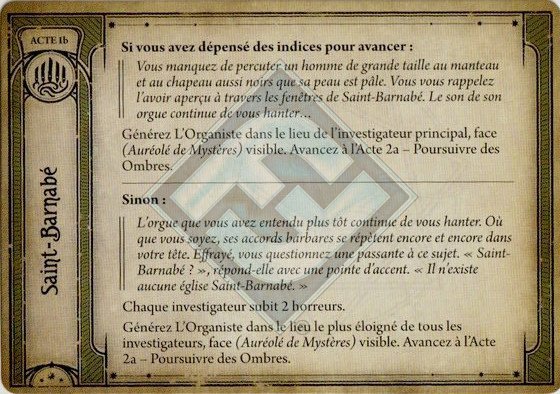 ACTE 1b
Saint-Barnabé
Si vous avez dépensé des indices pour avancer :
Vous manquez de percuter un homme de grande taille au manteau
et au chapeau aussi noirs que sa peau est pâle. Vous vous rappelez
l'avoir aperçu à travers les fenêtres de Saint-Barnabé. Le son de son
orgue continue de vous hanter…
Générez L'Organiste dans le lieu de l'investigateur principal, face
(Auréolé de Mystères) visible. Avancez à l'Acte 2a – Poursuivre des
Ombres.
Sinon :
L'orgue que vous avez entendu plus tôt continue de vous hanter. Où
que vous soyez, ses accords barbares se répètent encore et encore dans
votre tête. Effrayé, vous questionnez une passante à ce sujet. « Saint-
Barnabé ? », répond-elle avec une pointe d'accent. « Il n'existe
aucune église Saint-Barnabé. »
Chaque investigateur subit 2 horreurs.
Générez L'Organiste dans le lieu le plus éloigné de tous les
investigateurs, face (Auréolé de Mystères) visible. Avancez à l'Acte
2a – Poursuivre des Ombres.